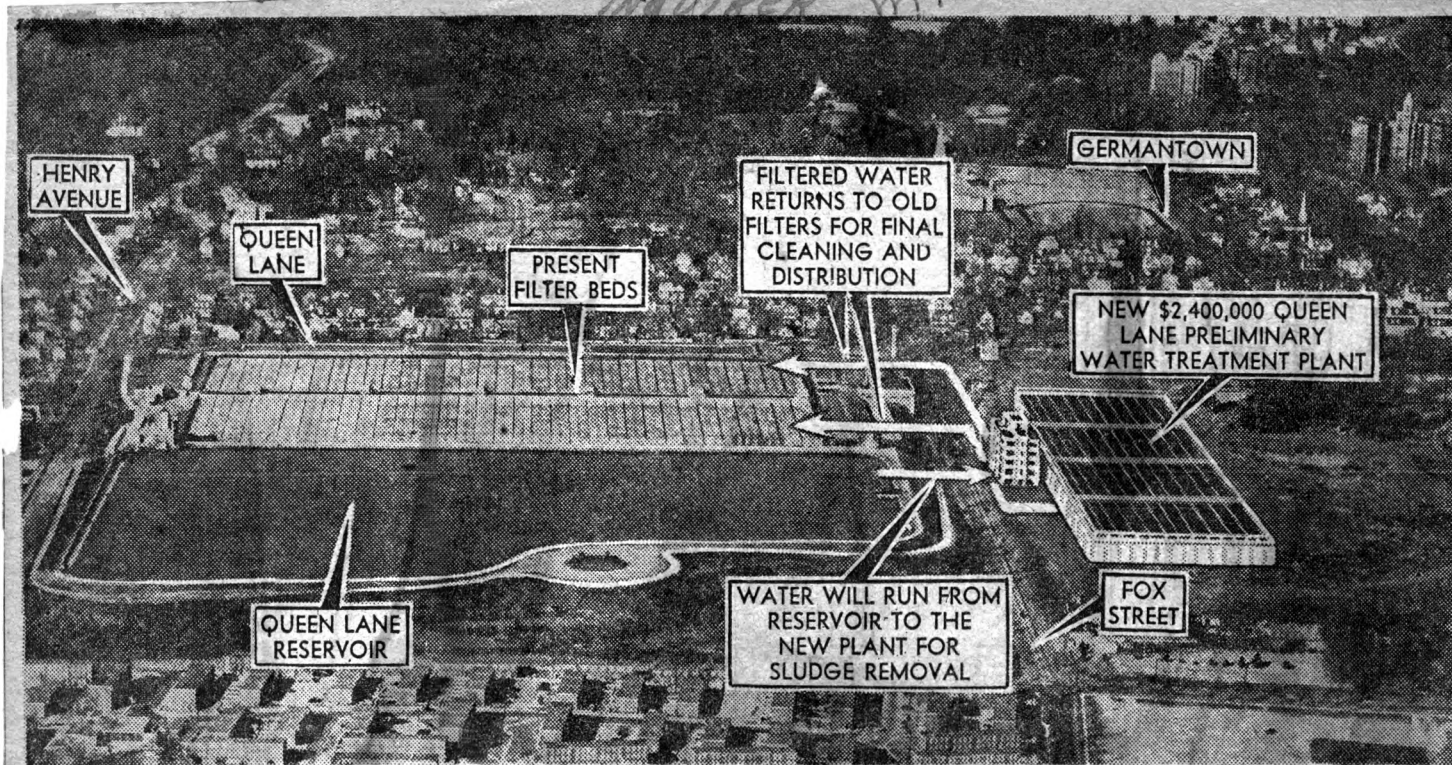 INQUIRER
HENRY
AVENUE
QUEEN
LANE
PRESENT
FILTER BEDS
FILTERED WATER
RETURNS TO OLD
FILTERS FOR FINAL
CLEANING AND
DISTRIBUTION
GERMANTOWN
NEW $2,400,000 QUEEN
LANE PRELIMINARY
WATER TREATMENT PLANT
QUEEN LANE
RESERVOIR
WATER WILL RUN FROM
RESERVOIR TO THE
NEW PLANT FOR
SLUDGE REMOVAL
FOX
STREET